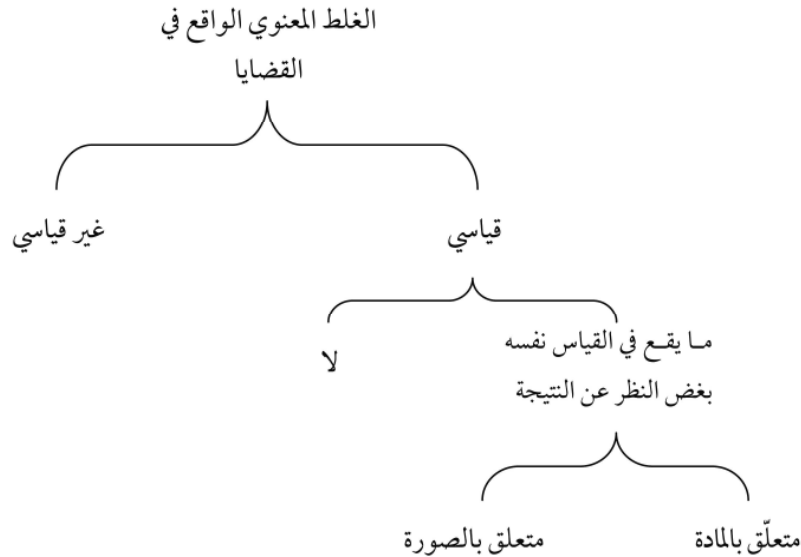 الغلط المعنوي الواقع في
القضايا
قياسي
غير قياسي
مـا يقـع في القياس نفسه
بغض النظر عن النتيجة
لا
متعلّق بالمادة
متعلق بالصورة